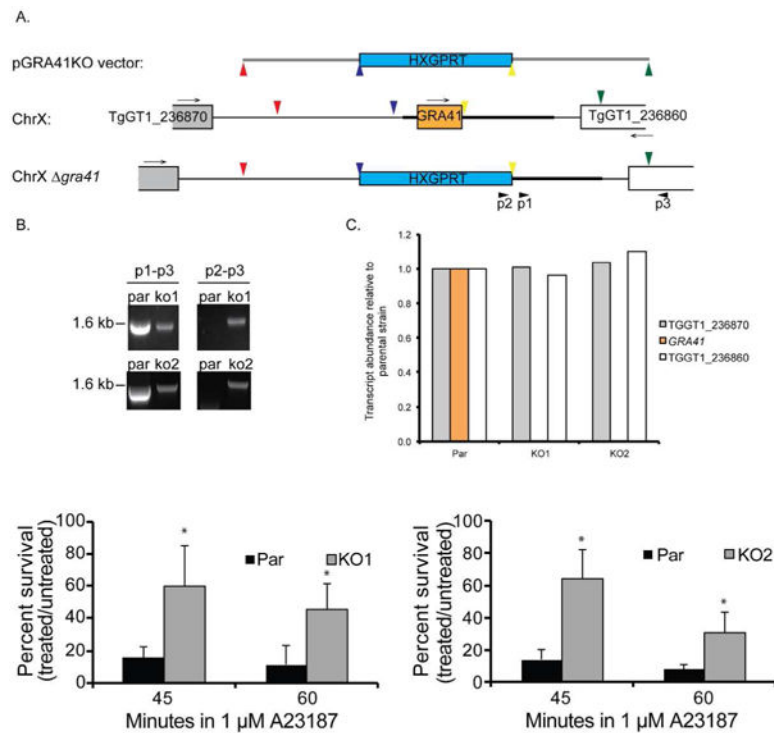 A.
pGRA41KO vector:
HXGPRT
ChrX:
TgGT1_236870
GRA41
TgGT1_236860
ChrX Δgra41
HXGPRT
p2 p1 p3
B.
p1-p3 p2-p3
par ko1 par ko1
1.6 kb
par ko2 par ko2
1.6 kb
C.
Transcript abundance relative to
parental strain
1.2
1.0
0.8
0.6
0.4
0.2
0.0
Par KO1 KO2
TGGT1_236870
GRA41
TGGT1_236860
Percent survival
(treated/untreated)
100
80
60
40
20
0
* *
Par KO1
45 60
Minutes in 1 µM A23187
Percent survival
(treated/untreated)
100
80
60
40
20
0
* *
Par KO2
45 60
Minutes in 1 µM A23187